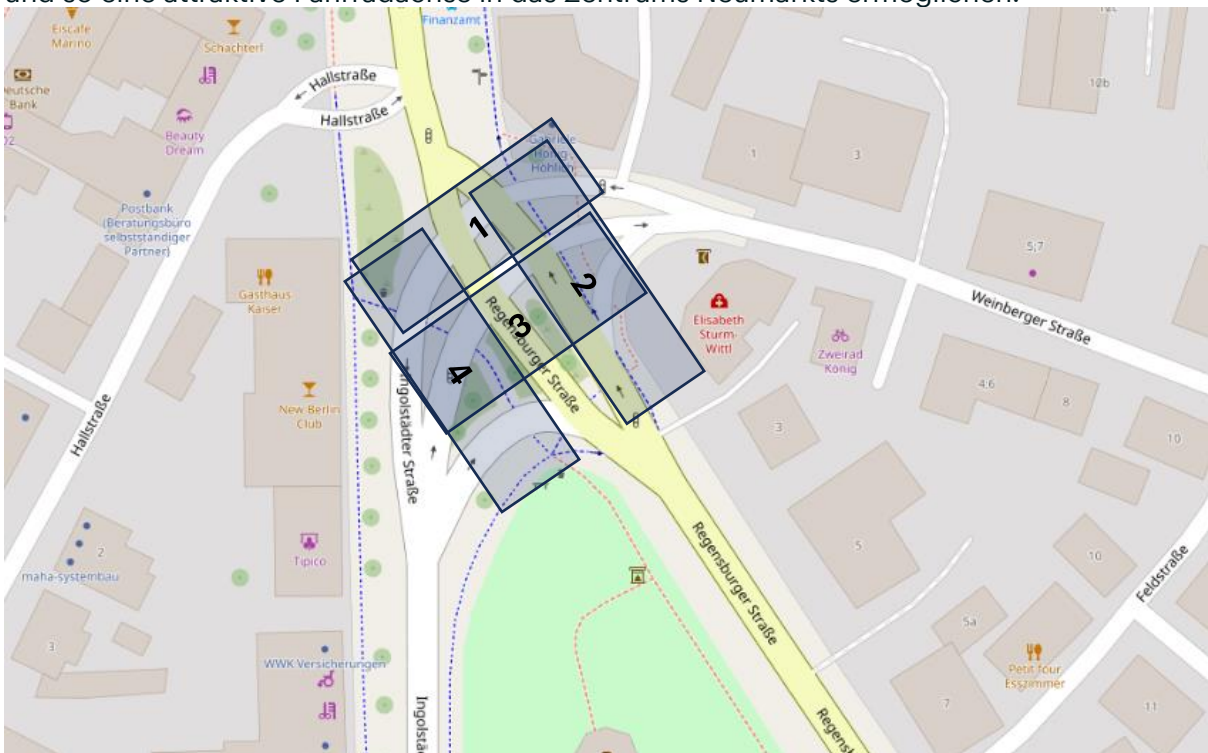 und so eine attraktive Fahrradachse in das Zentrums Neumarkts ermöglichen.
Finanzamt
Eiscafe
Marino
Schachterl
Deutsche
Bank
Hallstraße
Hallstraße
Beauty
Dream
Postbank
(Beratungsbüro
selbstständiger
Partner)
Gasthaus
Kaiser
New Berlin
Club
Hallstraße
Tipico
2
maha-systembau
3
WWK Versicherungen
Ingolstädter Straße
1
2
3
4
Regensburger Straße
1
3
12b
5;7
Weinberger Straße
Elisabeth
Sturm-
Wittl
Zweirad
König
4;6
8
10
3
5
Regensburger Straße
10
Feldstraße
5a
Petit four
Esszimmer
7
11